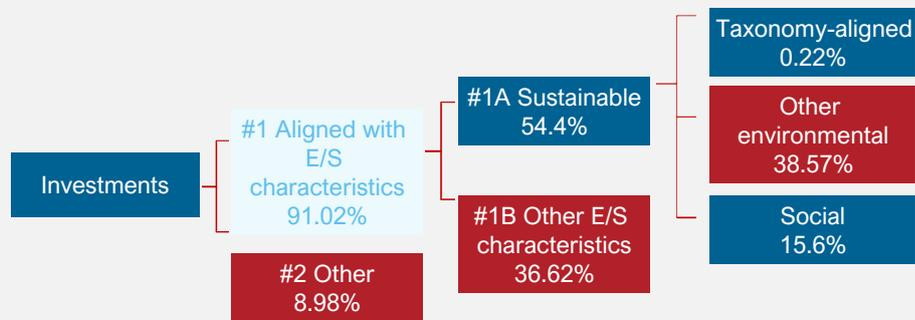 Investments
#1 Aligned with
E/S
characteristics
91.02%
#2 Other
8.98%
#1A Sustainable
54.4%
#1B Other E/S
characteristics
36.62%
Taxonomy-aligned
0.22%
Other
environmental
38.57%
Social
15.6%